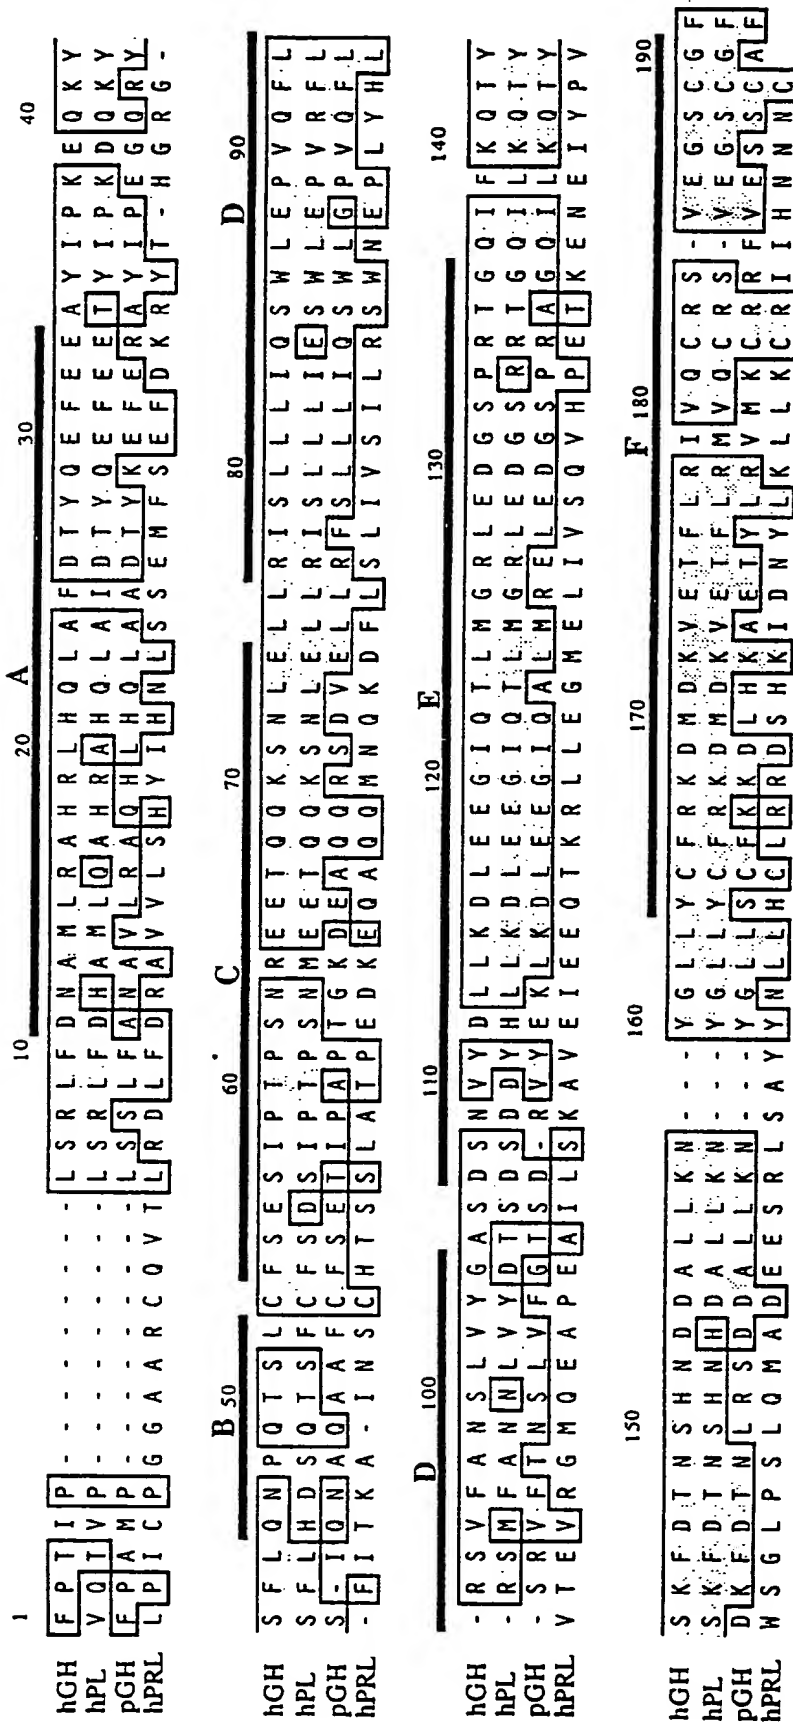 A
1 10 20 30 40
hGH F P T I P - - - - - - - - - L S R L F D N A M L R A H R L H Q L A F D T Y Q E F E E A Y I P K E Q K Y
hPL V Q T V P - - - - - - - - - L S R L F D H A M L Q A H R A H Q L A I D T Y Q E F E E T Y I P K D Q K Y
pGH F P A M P - - - - - - - - - L S S L F A N A V L R A Q H L H Q L A A D T Y K E F E R A Y I P E G Q R Y
hPRL L P I C P G G A A R C Q V T L R D L F D R A V V L S H Y I H N L S S E M F S E F D K R Y T - H G R G -
B C D
50 60 70 80 90
hGH S F L Q N P Q T S L C F S E S I P T P S N R E E T Q Q K S N L E L L R I S L L L I Q S W L E P V Q F L
hPL S F L H D S Q T S F C F S D S I P T P S N M E E T Q Q K S N L E L L R I S L L L I E S W L E P V R F L
pGH S - I Q N A Q A A F C F S E T I P A P T G K D E A Q Q R S D V E L L R F S L L L I Q S W L G P V Q F L
hPRL - F I T K A - I N S C H T S S L A T P E D K E Q A Q Q M N Q K D F L S L I V S I L R S W N E P L Y H L
D E
100 110 120 130 140
hGH - R S V F A N S L V Y G A S D S N V Y D L L K D L E E G I Q T L M G R L E D G S P R T G Q I F K Q T Y
hPL - R S M F A N N L V Y D T S D S D D Y H L L K D L E E G I Q T L M G R L E D G S R R T G Q I L K Q T Y
pGH - S R V F T N S L V F G T S D - R V Y E K L K D L E E G I Q A L M R E L E D G S P R A G Q I L K Q T Y
hPRL V T E V R G M Q E A P E A I L S K A V E I E E Q T K R L L E G M E L I V S Q V H P E T K E N E I Y P V
F
150 160 170 180 190
hGH S K F D T N S H N D D A L L K N - - - Y G L L Y C F R K D M D K V E T F L R I V Q C R S - V E G S C G F
hPL S K F D T N S H N H D A L L K N - - - Y G L L Y C F R K D M D K V E T F L R M V Q C R S - V E G S C G F
pGH D K F D T N L R S D D A L L K N - - - Y G L L S C F K K D L H K A E T Y L R V M K C R R F V E S S C A F
hPRL W S G L P S L Q M A D E E S R L S A Y Y N L L H C L R R D S H K I D N Y L K L L K C R I I H N N N C